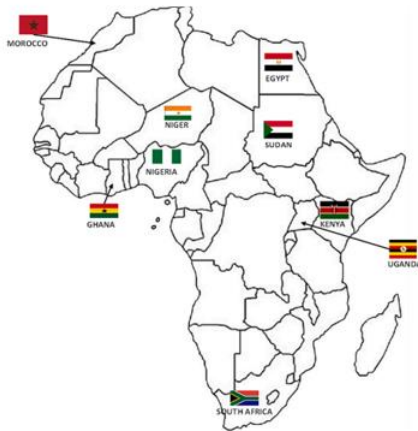 MOROCCO
EGYPT
NIGER
SUDAN
NIGERIA
GHANA
KENYA
UGANDA
SOUTH AFRICA